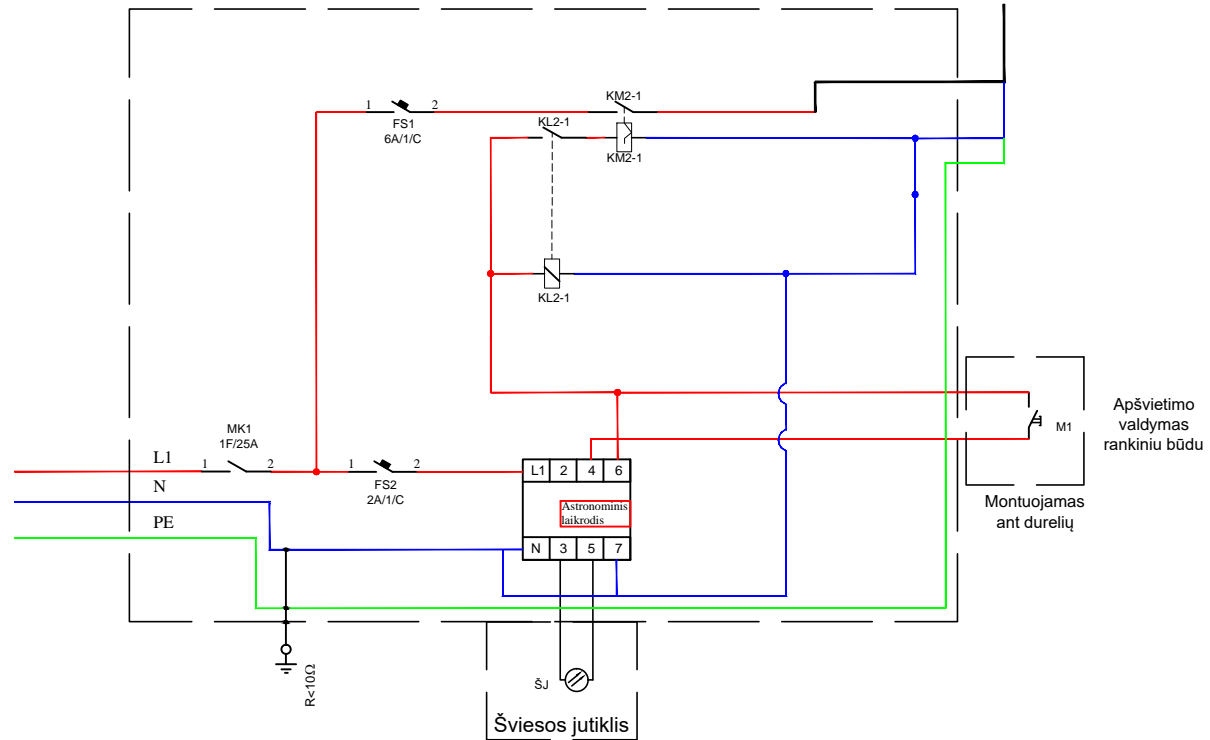 KM2-1
1
2
FS1
6A/1/C
KL2-1
KM2-1
KL2-1
MK1
1F/25A
L1
1
2
1
2
FS2
2A/1/C
N
PE
L1
2
4
6
Astronominis
laikrodis
N
3
5
7
M1
Apšvietimo
valdymas
rankiniu būdu
Montuojamas
ant durelių
R<10Ω
ŠJ
Šviesos jutiklis